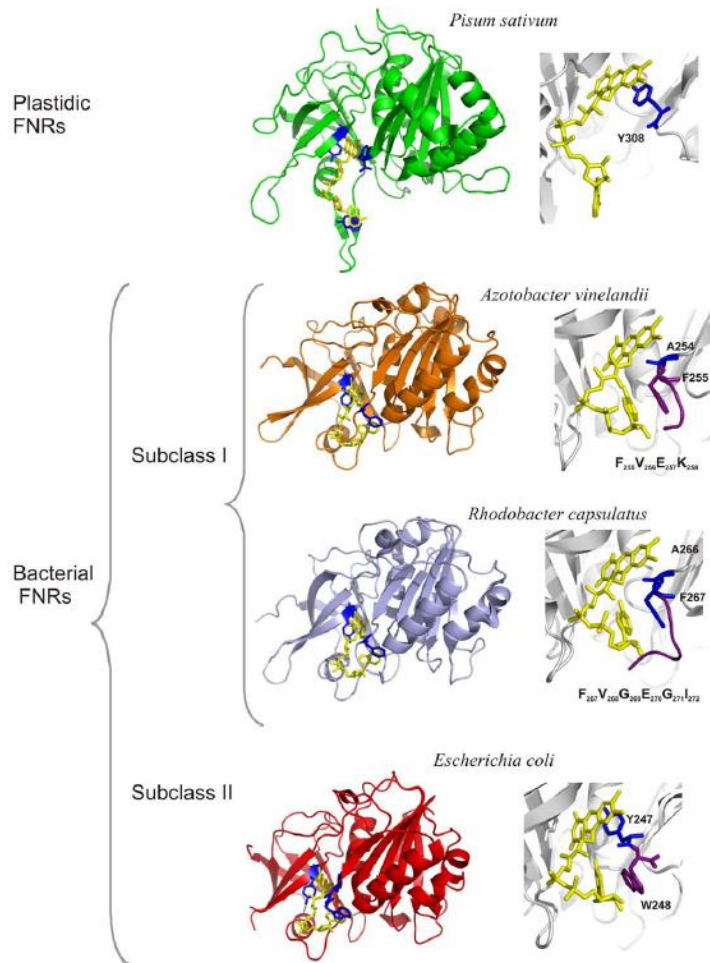 Pisum sativum
Plastidic
FNRs
Y308
Azotobacter vinelandii
A254
F255
Subclass I
F₂₅₅V₂₅₆E₂₅₇K₂₅₈
Rhodobacter capsulatus
A266
Bacterial
FNRs
F267
F₂₆₇V₂₆₈G₂₆₉E₂₇₀G₂₇₁I₂₇₂
Escherichia coli
Subclass II
Y247
W248